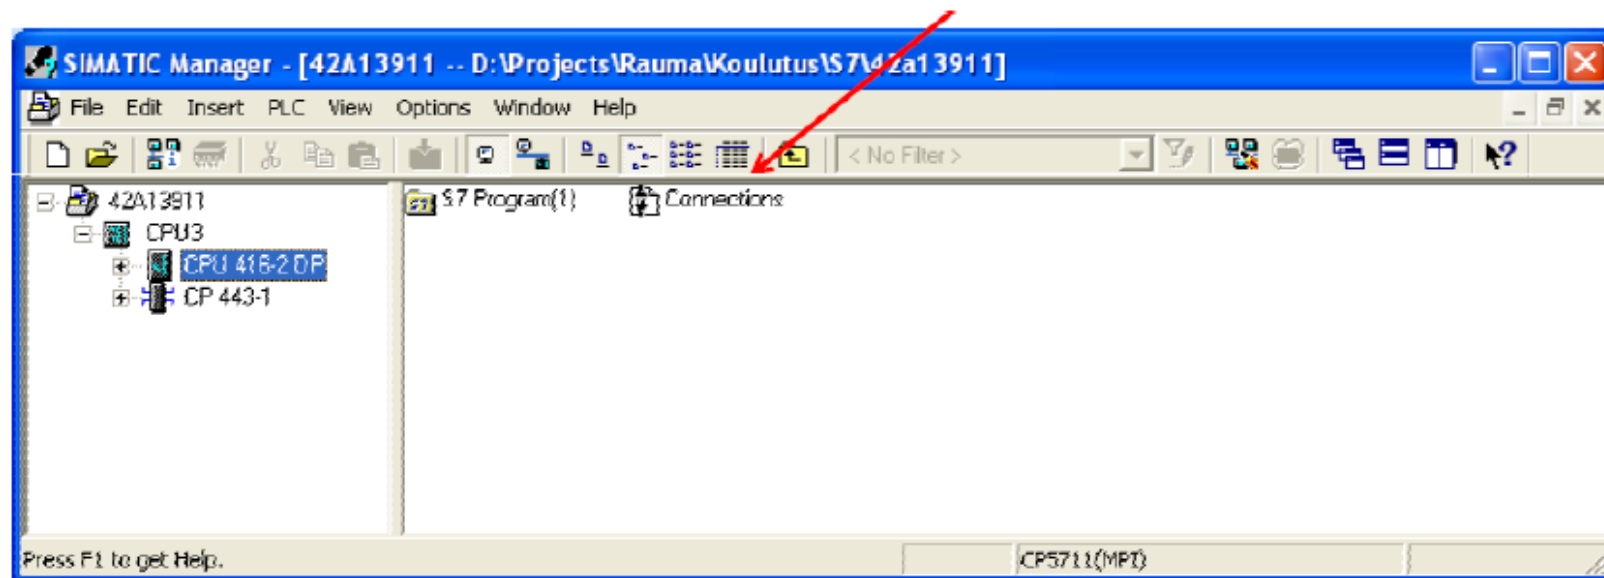 SIMATIC Manager - [42A13911 -- D:\Projects\Rauma\Koulutus\S7\42a13911]
File Edit Insert PLC View Options Window Help
< No Filter >
42A13911
CPU3
CPU 416-2 DP
CP 443-1
S7 Program(1) Connections
Press F1 to get Help.
CP5711(MPI)